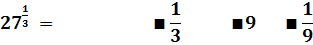 27^{1/3} = ■ 1/3 ■ 9 ■ 1/9